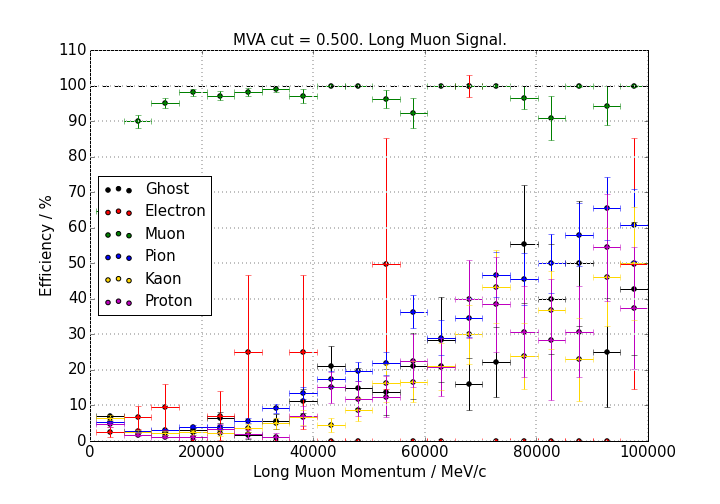 MVA cut = 0.500. Long Muon Signal.
110
100
90
80
70
60
50
40
30
20
10
0
Efficiency / %
Ghost
Electron
Muon
Pion
Kaon
Proton
0 20000 40000 60000 80000 100000
Long Muon Momentum / MeV/c